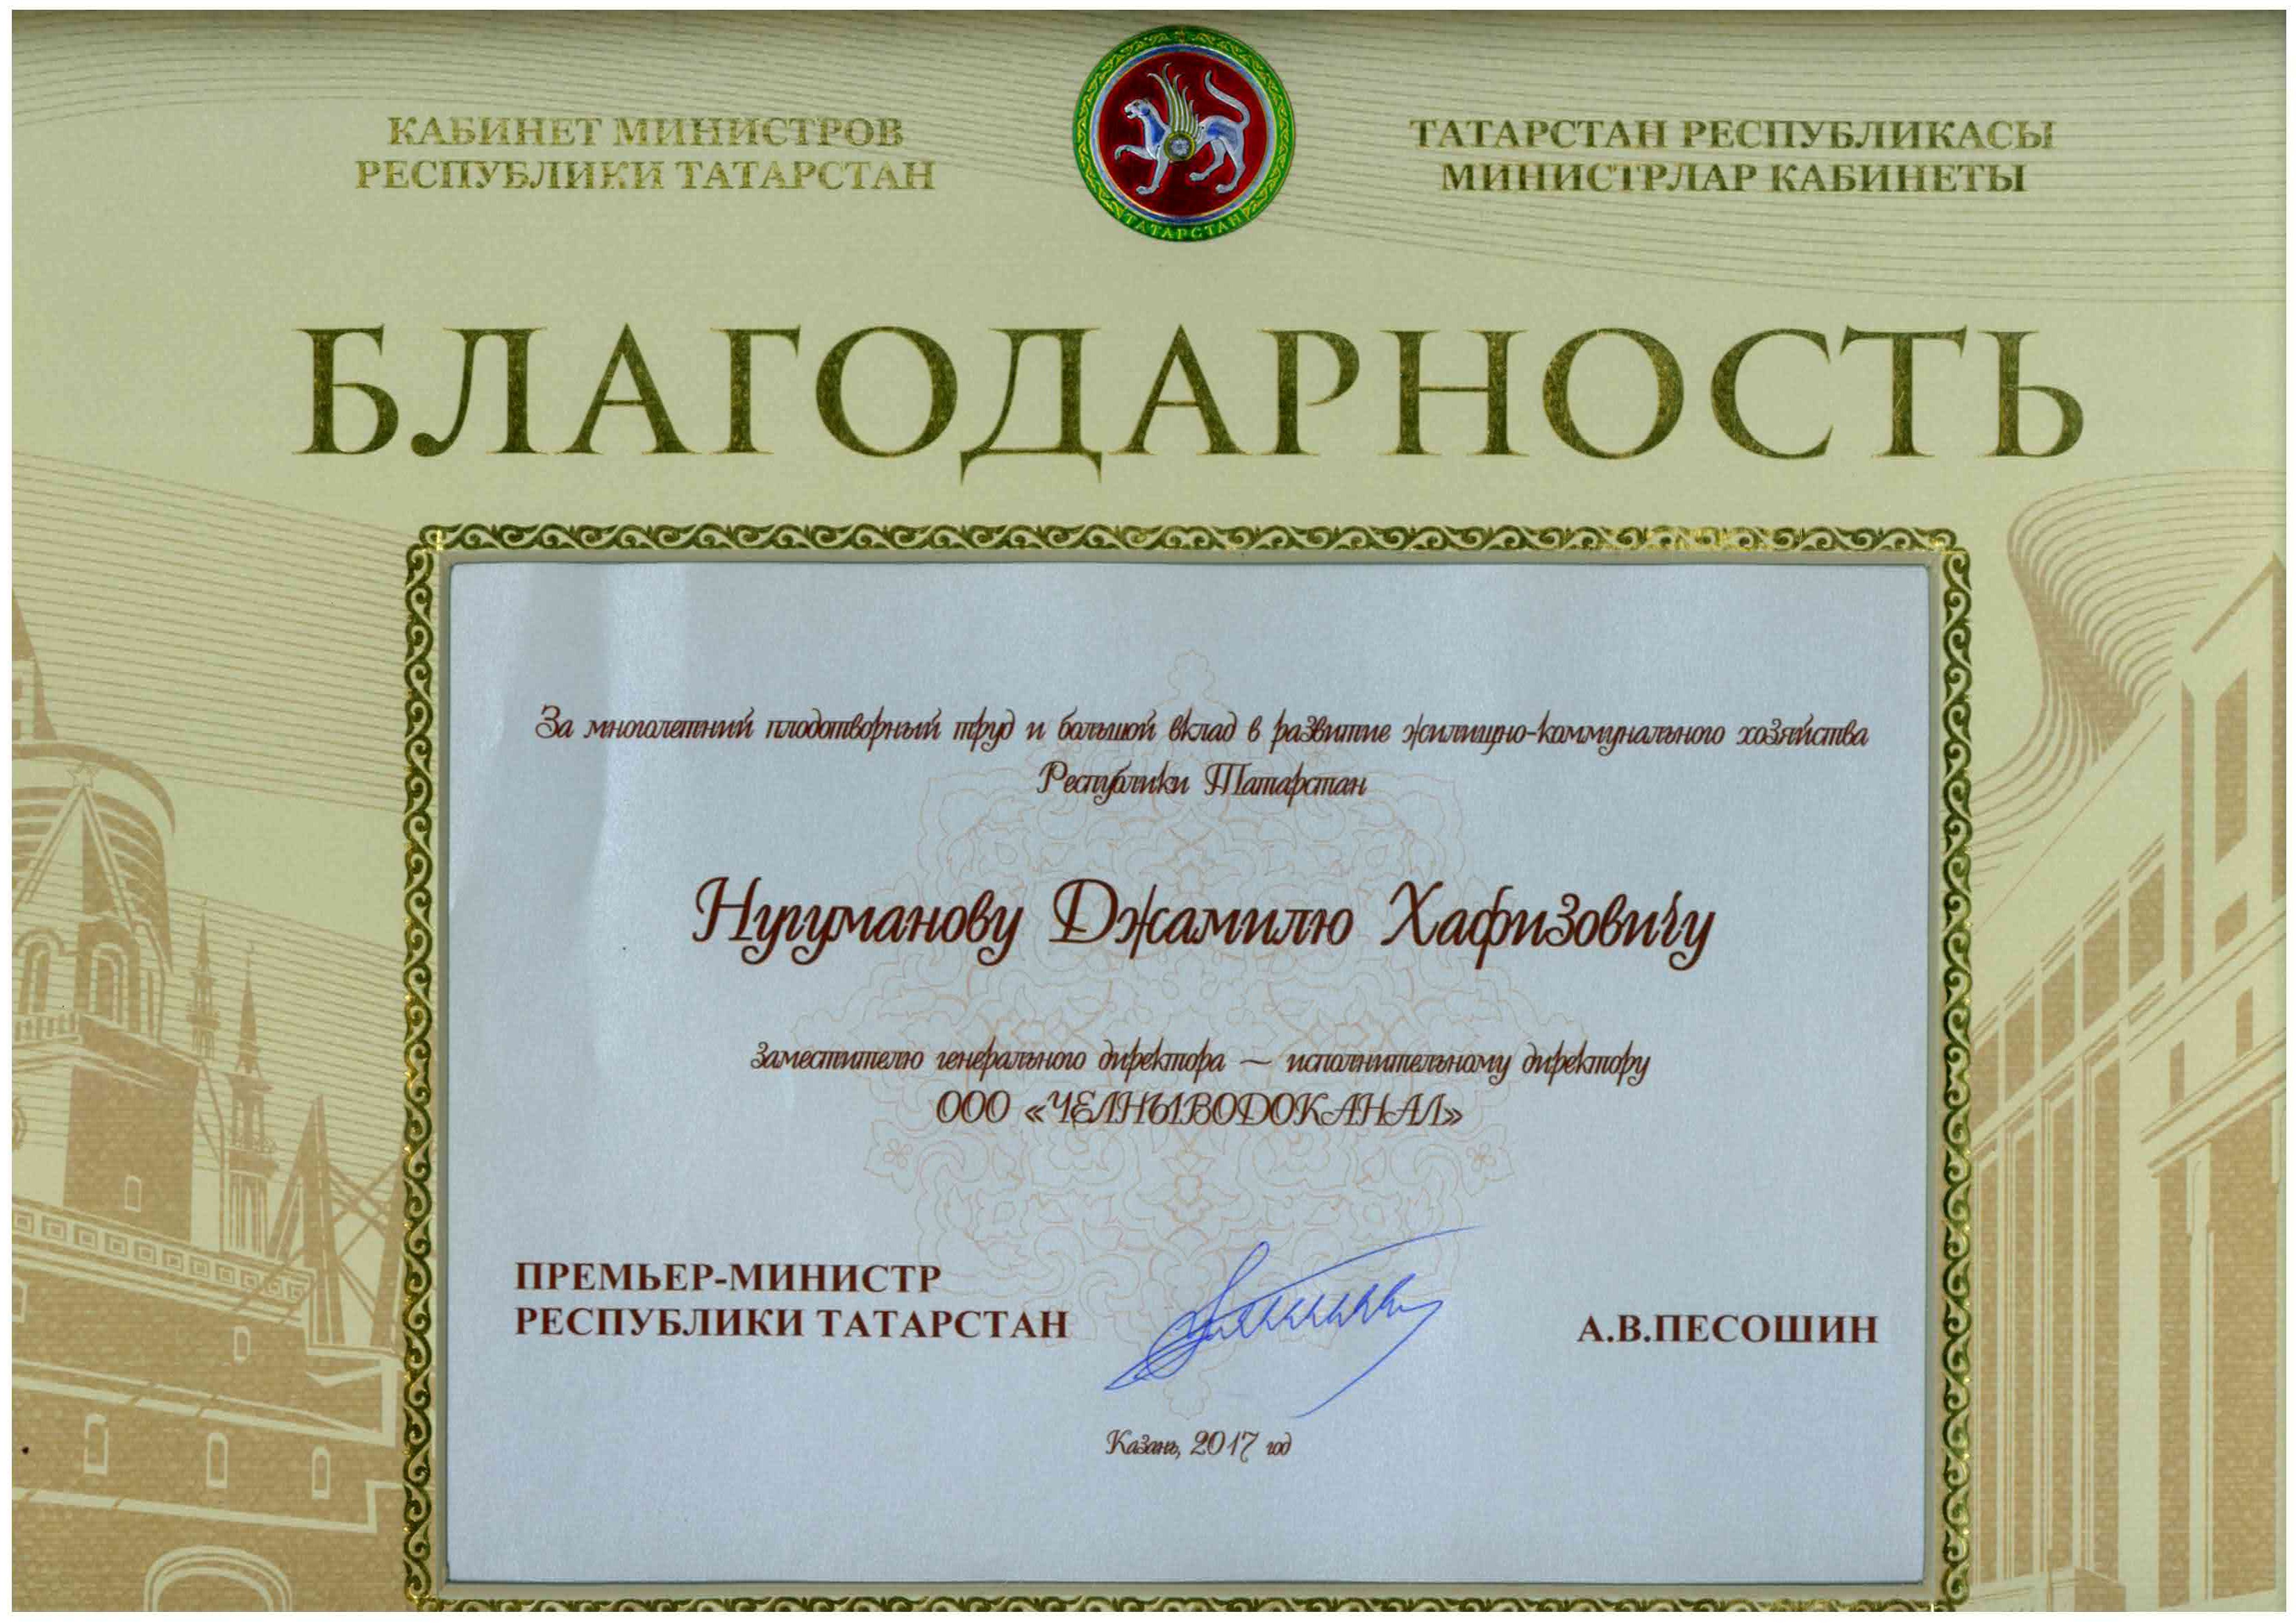 КАБИНЕТ МИНИСТРОВ
РЕСПУБЛИКИ ТАТАРСТАН
ТАТАРСТАН
ТАТАРСТАН РЕСПУБЛИКАСЫ
МИНИСТРЛАР КАБИНЕТЫ
БЛАГОДАРНОСТЬ
За многолетний плодотворный труд и большой вклад в развитие жилищно-коммунального хозяйства
Республики Татарстан
Нугуманову Джамилю Хафизовичу
заместителю генерального директора — исполнительному директору
ООО «ЧЕЛНЫВОДОКАНАЛ»
ПРЕМЬЕР-МИНИСТР
РЕСПУБЛИКИ ТАТАРСТАН
А.В.ПЕСОШИН
Казань, 2017 год